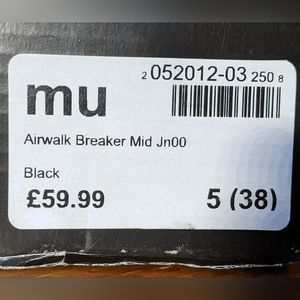 mu
2 052012-03 250 8
Airwalk Breaker Mid Jn00
Black
£59.99 5 (38)